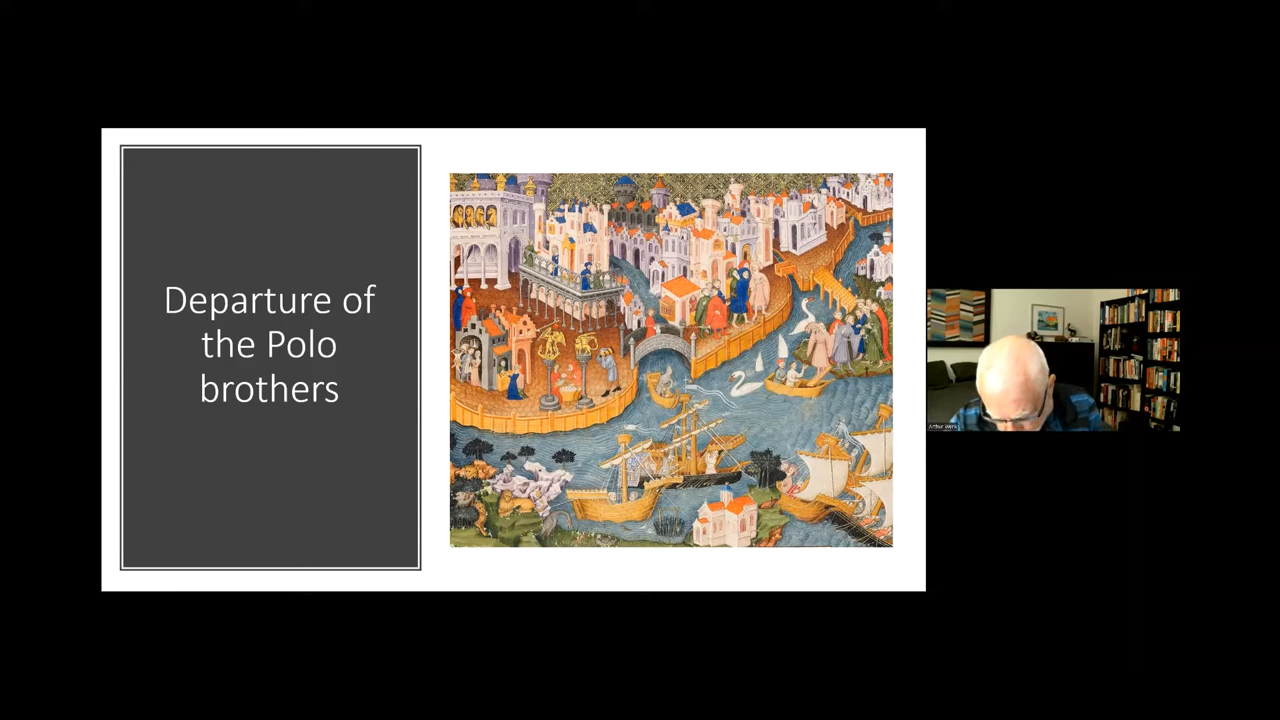 Departure of
the Polo
brothers